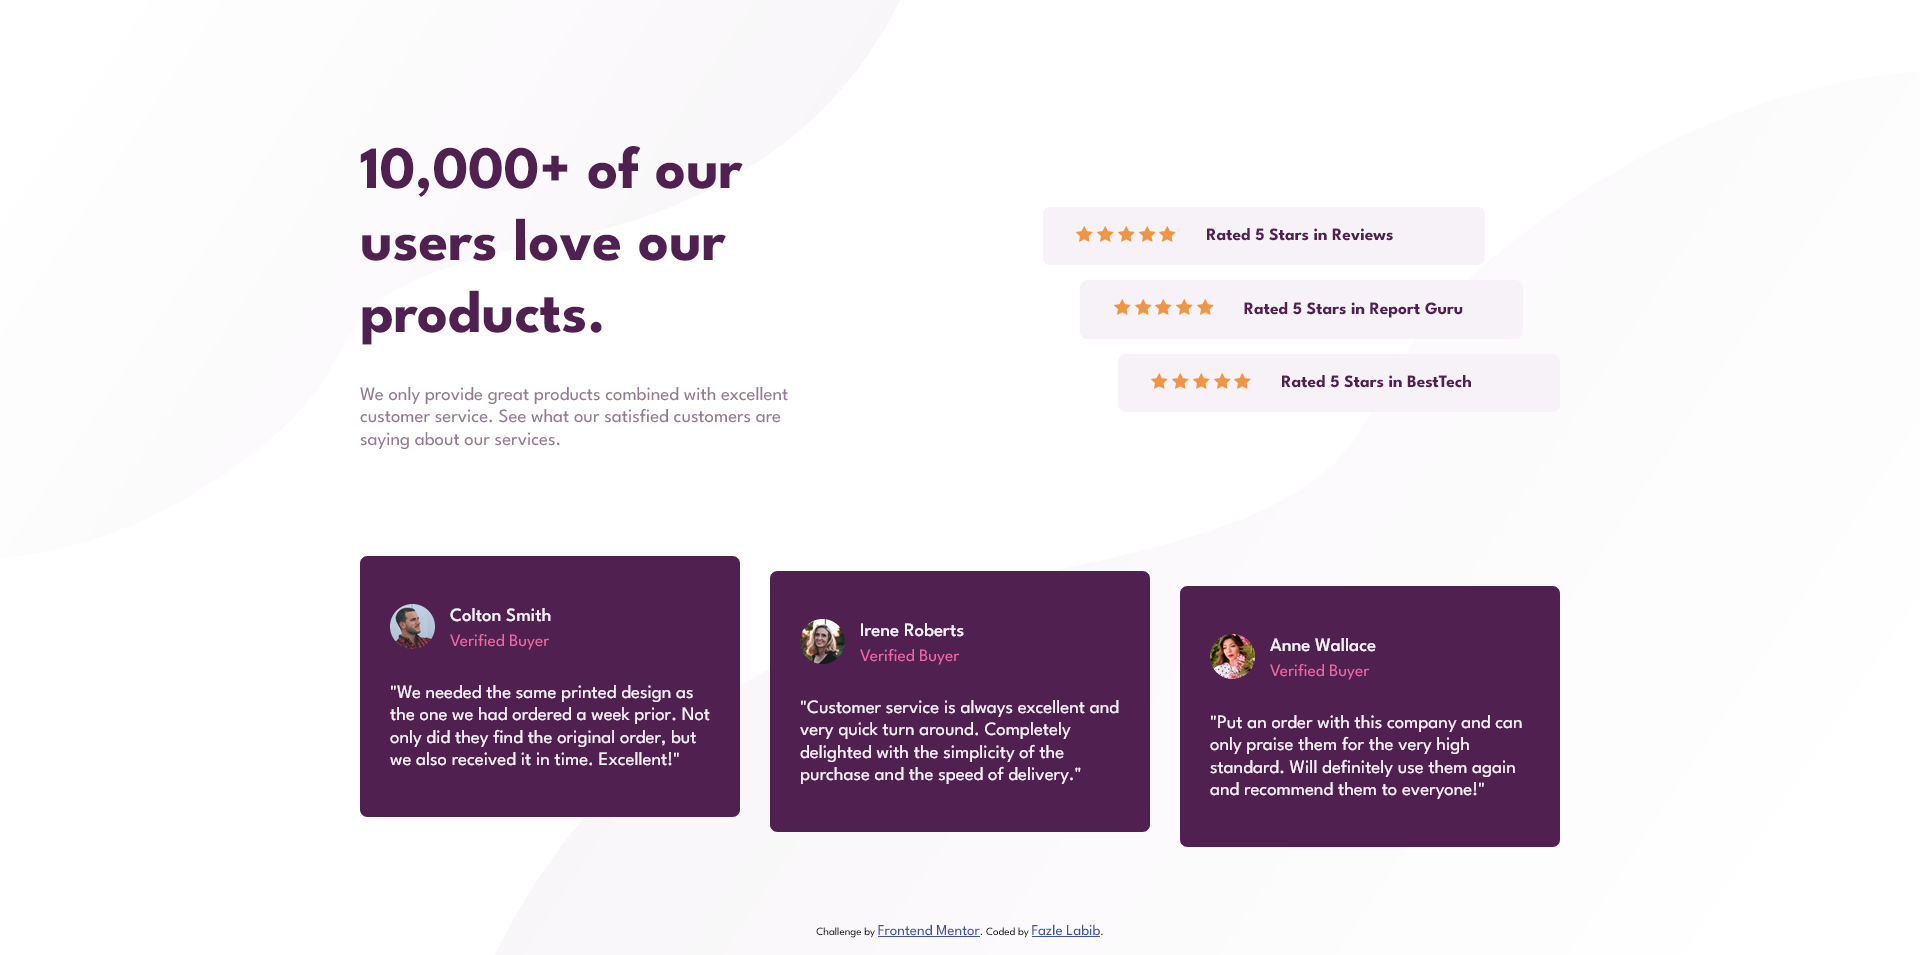 10,000+ of our
users love our
products.
We only provide great products combined with excellent
customer service. See what our satisfied customers are
saying about our services.
Rated 5 Stars in Reviews
Rated 5 Stars in Report Guru
Rated 5 Stars in BestTech
Colton Smith
Verified Buyer
"We needed the same printed design as
the one we had ordered a week prior. Not
only did they find the original order, but
we also received it in time. Excellent!"
Irene Roberts
Verified Buyer
"Customer service is always excellent and
very quick turn around. Completely
delighted with the simplicity of the
purchase and the speed of delivery."
Anne Wallace
Verified Buyer
"Put an order with this company and can
only praise them for the very high
standard. Will definitely use them again
and recommend them to everyone!"
Challenge by Frontend Mentor. Coded by Fazle Labib.